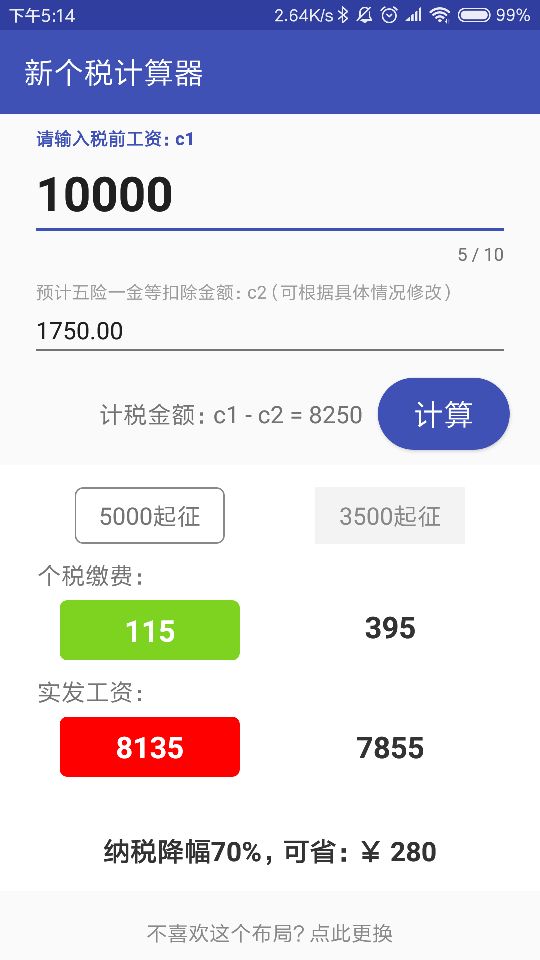 下午5:14 2.64K/s 99%
新个税计算器
请输入税前工资: c1
10000
5 / 10
预计五险一金等扣除金额: c2 (可根据具体情况修改)
1750.00
计税金额: c1 - c2 = 8250 计算
5000起征 3500起征
个税缴费:
115 395
实发工资:
8135 7855
纳税降幅70%, 可省: ¥ 280
不喜欢这个布局? 点此更换